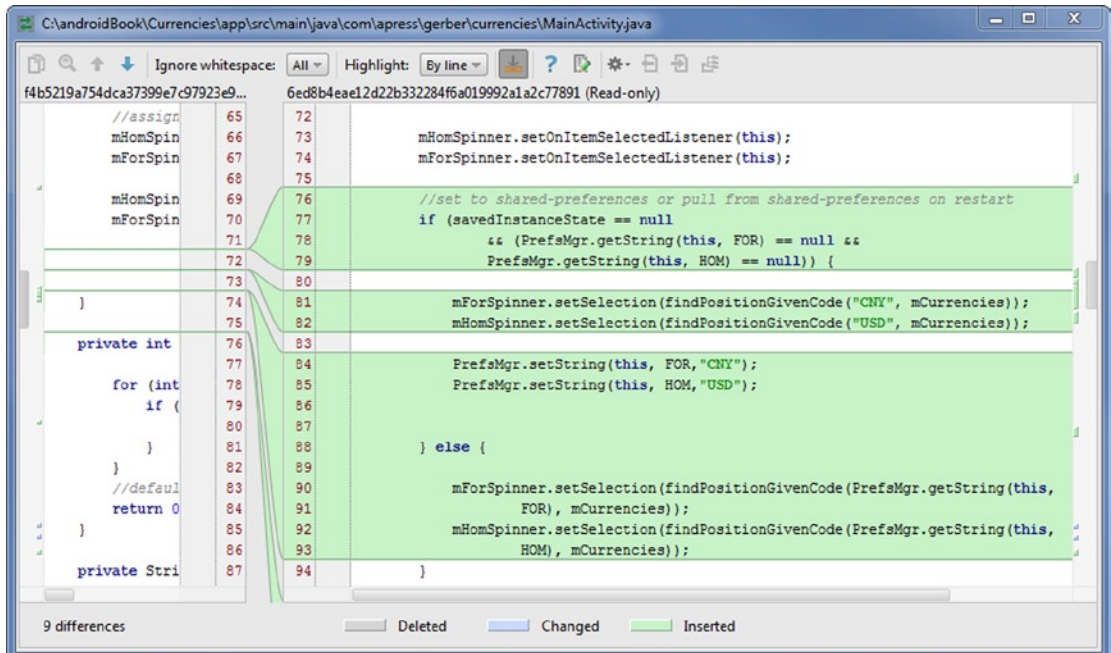 C:\androidBook\Currencies\app\src\main\java\com\apress\gerber\currencies\MainActivity.java
Ignore whitespace: All Highlight: By line ?
f4b5219a754dca37399e7c97923e9... 6ed8b4eae12d22b332284f6a019992a1a2c77891 (Read-only)
//assign 65
mHomSpin 66
mForSpin 67
68
mHomSpin 69
mForSpin 70
71
72
73
} 74
75
private int 76
77
for (int 78
if ( 79
80
} 81
} 82
//defaul 83
return 0 84
} 85
86
private Stri 87
72
73 mHomSpinner.setOnItemSelectedListener(this);
74 mForSpinner.setOnItemSelectedListener(this);
75
76 //set to shared-preferences or pull from shared-preferences on restart
77 if (savedInstanceState == null
78 && (PrefsMgr.getString(this, FOR) == null &&
79 PrefsMgr.getString(this, HOM) == null)) {
80
81 mForSpinner.setSelection(findPositionGivenCode("CNY", mCurrencies));
82 mHomSpinner.setSelection(findPositionGivenCode("USD", mCurrencies));
83
84 PrefsMgr.setString(this, FOR,"CNY");
85 PrefsMgr.setString(this, HOM,"USD");
86
87
88 } else {
89
90 mForSpinner.setSelection(findPositionGivenCode(PrefsMgr.getString(this,
91 FOR), mCurrencies));
92 mHomSpinner.setSelection(findPositionGivenCode(PrefsMgr.getString(this,
93 HOM), mCurrencies));
94 }
9 differences Deleted Changed Inserted